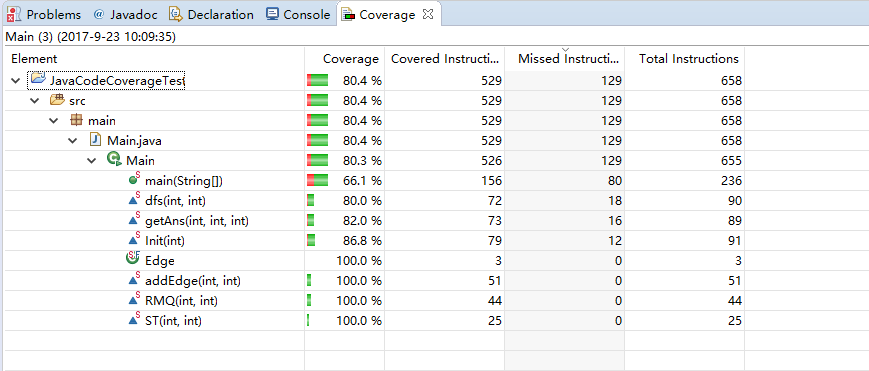 Problems @ Javadoc Declaration Console Coverage
Main (3) (2017-9-23 10:09:35)
Element Coverage Covered Instructi... Missed Instructi... Total Instructions
JavaCodeCoverageTest 80.4 % 529 129 658
src 80.4 % 529 129 658
main 80.4 % 529 129 658
Main.java 80.4 % 529 129 658
Main 80.3 % 526 129 655
main(String[]) 66.1 % 156 80 236
dfs(int, int) 80.0 % 72 18 90
getAns(int, int, int) 82.0 % 73 16 89
Init(int) 86.8 % 79 12 91
Edge 100.0 % 3 0 3
addEdge(int, int) 100.0 % 51 0 51
RMQ(int, int) 100.0 % 44 0 44
ST(int, int) 100.0 % 25 0 25